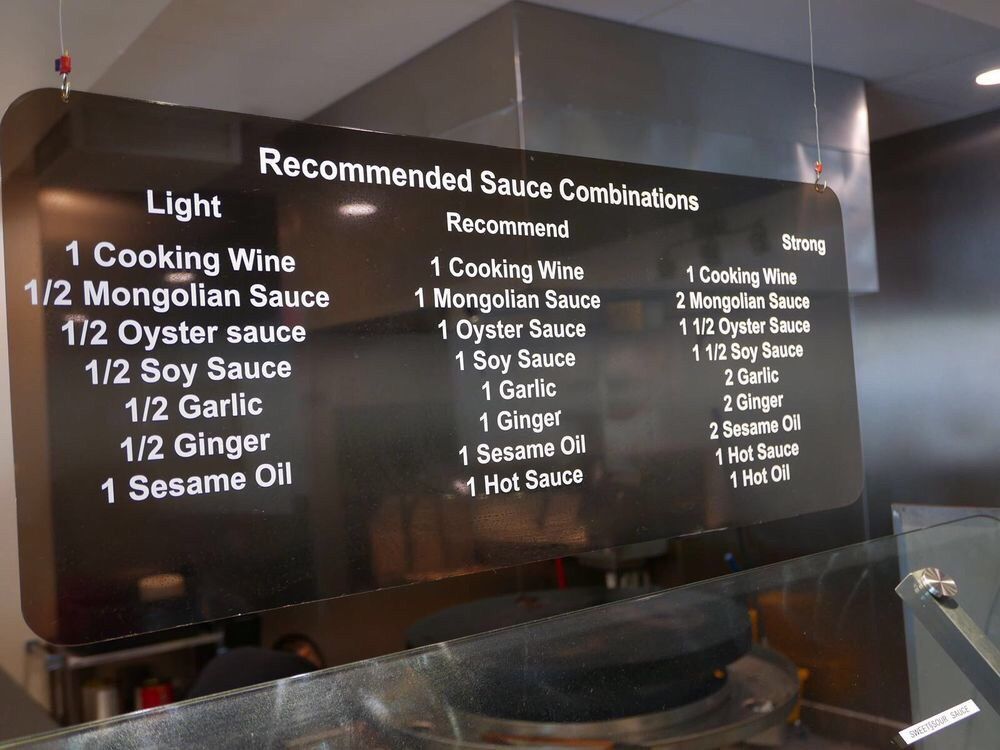 Recommended Sauce Combinations
Light
1 Cooking Wine
1/2 Mongolian Sauce
1/2 Oyster sauce
1/2 Soy Sauce
1/2 Garlic
1/2 Ginger
1 Sesame Oil
Recommend
1 Cooking Wine
1 Mongolian Sauce
1 Oyster Sauce
1 Soy Sauce
1 Garlic
1 Ginger
1 Sesame Oil
1 Hot Sauce
Strong
1 Cooking Wine
2 Mongolian Sauce
1 1/2 Oyster Sauce
1 1/2 Soy Sauce
2 Garlic
2 Ginger
2 Sesame Oil
1 Hot Sauce
1 Hot Oil
SWEET&SOUR SAUCE